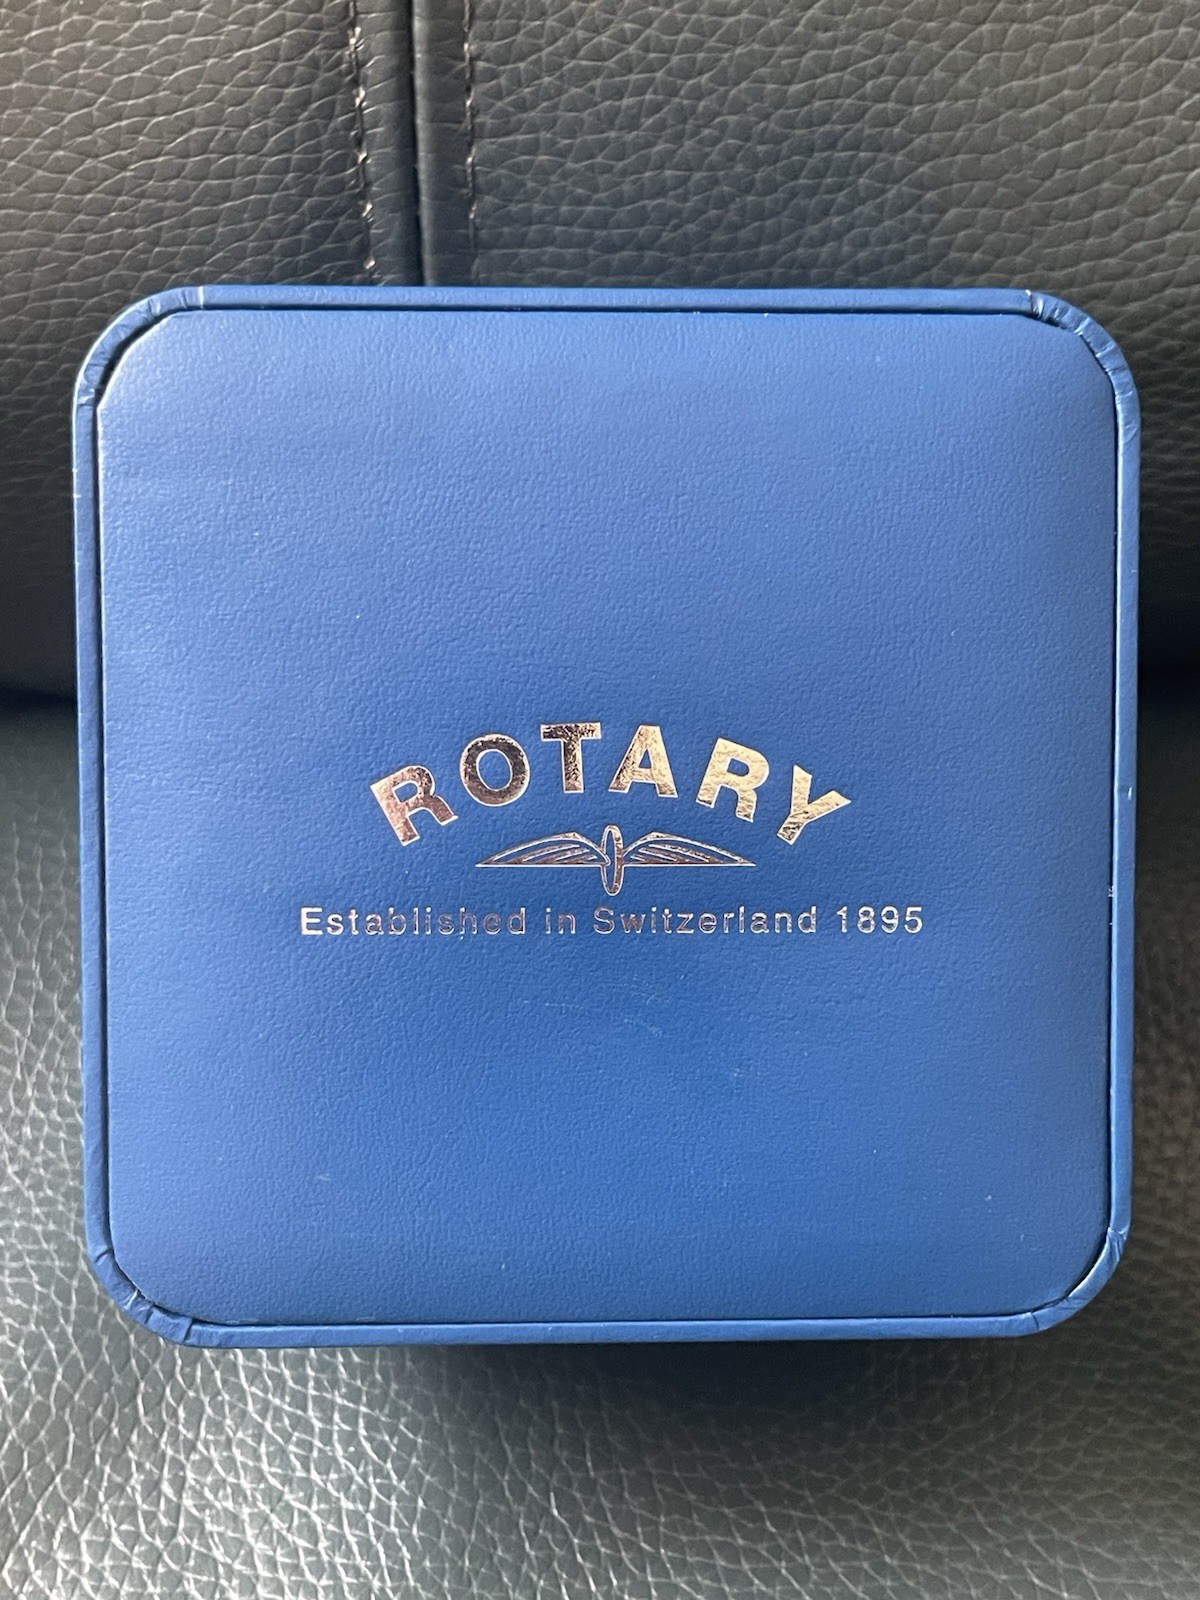 ROTARY
Established in Switzerland 1895